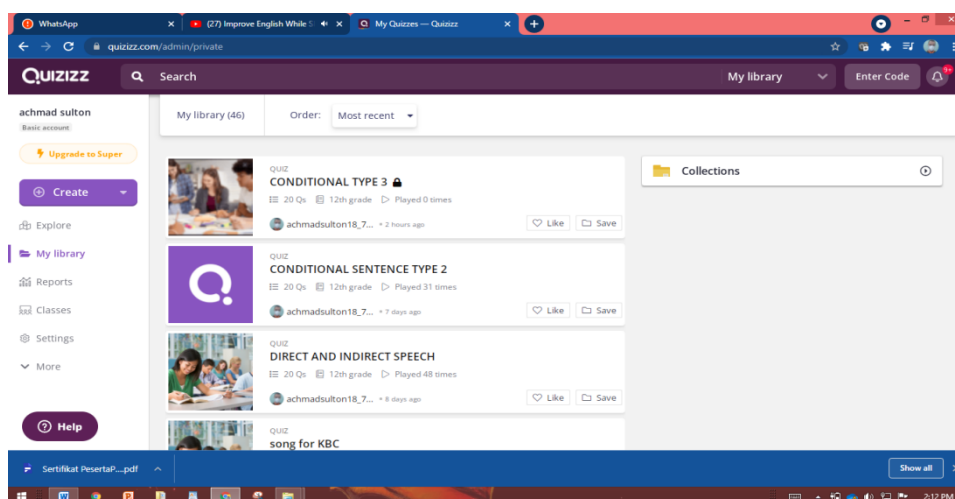 WhatsApp
(27) Improve English While S
My Quizzes — Quizizz
quizizz.com/admin/private
QUIZIZZ
Search
My library
Enter Code
9+
achmad sulton
Basic account
Upgrade to Super
Create
Explore
My library
Reports
Classes
Settings
More
Help
My library (46)
Order:
Most recent
QUIZ
CONDITIONAL TYPE 3
20 Qs 12th grade Played 0 times
achmadsulton18_7... • 2 hours ago
Like Save
QUIZ
CONDITIONAL SENTENCE TYPE 2
20 Qs 12th grade Played 31 times
achmadsulton18_7... • 7 days ago
Like Save
QUIZ
DIRECT AND INDIRECT SPEECH
20 Qs 12th grade Played 48 times
achmadsulton18_7... • 8 days ago
Like Save
QUIZ
song for KBC
Collections
Sertifikat PesertaP....pdf
Show all
2:12 PM